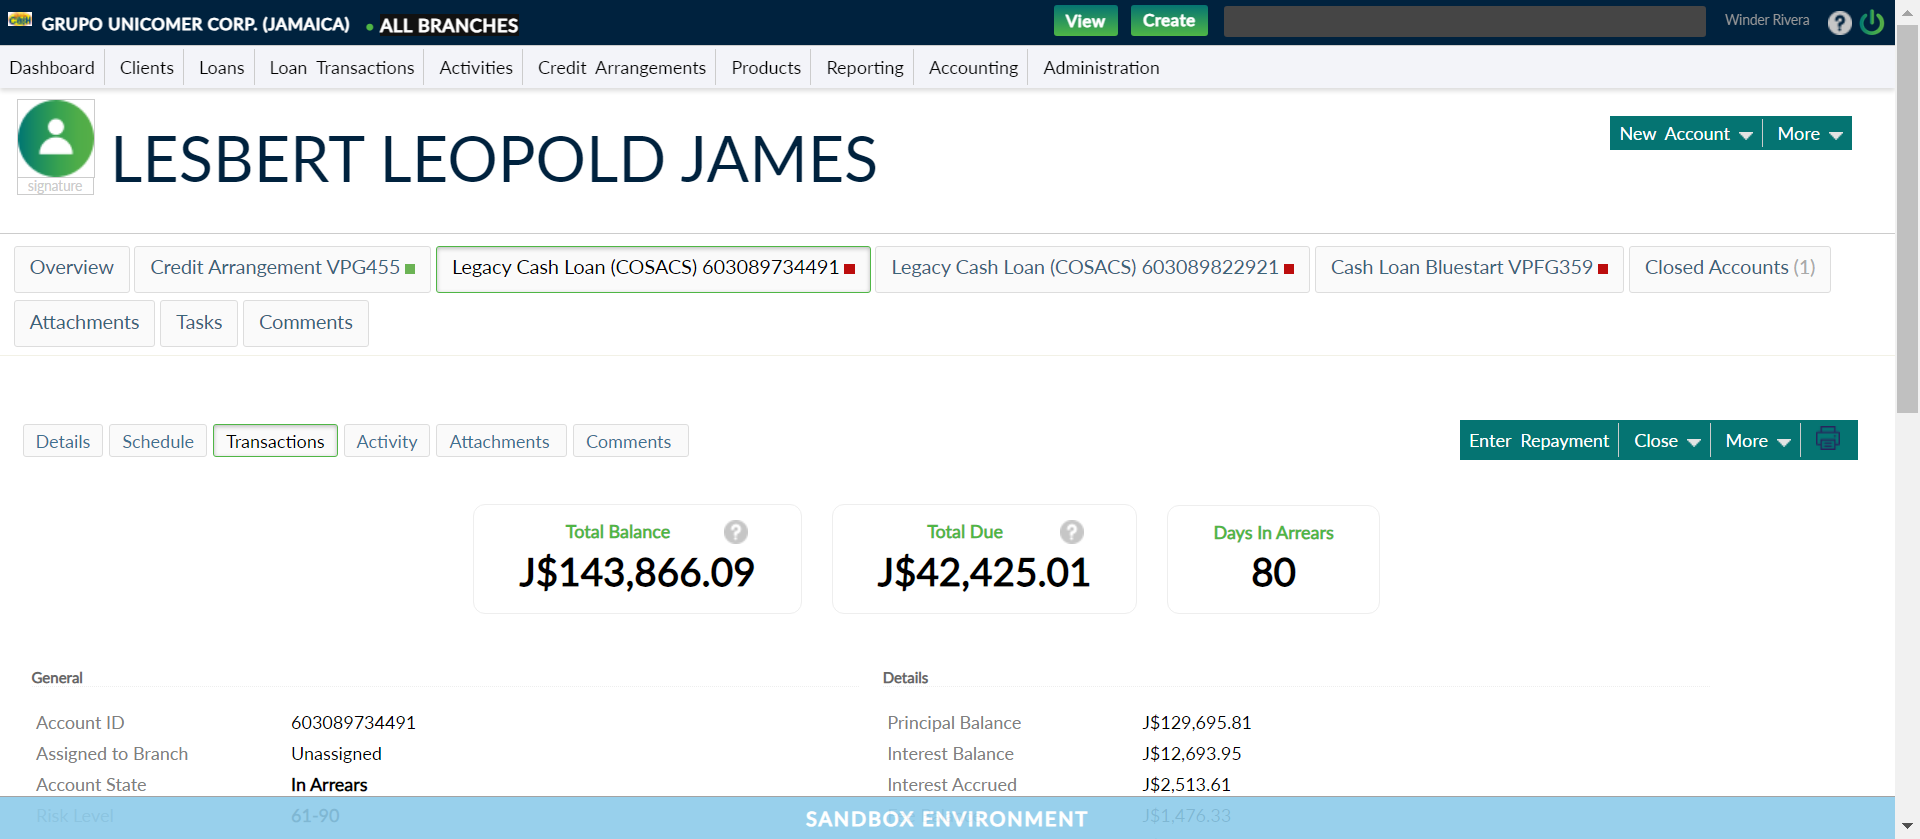 Cash GRUPO UNICOMER CORP. (JAMAICA) • ALL BRANCHES View Create Winder Rivera ?
Dashboard Clients Loans Loan Transactions Activities Credit Arrangements Products Reporting Accounting Administration
signature
LESBERT LEOPOLD JAMES
New Account More
Overview Credit Arrangement VPG455 Legacy Cash Loan (COSACS) 603089734491 Legacy Cash Loan (COSACS) 603089822921 Cash Loan Bluestart VPFG359 Closed Accounts (1)
Attachments Tasks Comments
Details Schedule Transactions Activity Attachments Comments Enter Repayment Close More
Total Balance ? Total Due ? Days In Arrears
J$143,866.09 J$42,425.01 80
General Details
Account ID 603089734491 Principal Balance J$129,695.81
Assigned to Branch Unassigned Interest Balance J$12,693.95
Account State In Arrears Interest Accrued J$2,513.61
Risk Level 61-90 J$1,476.33
SANDBOX ENVIRONMENT